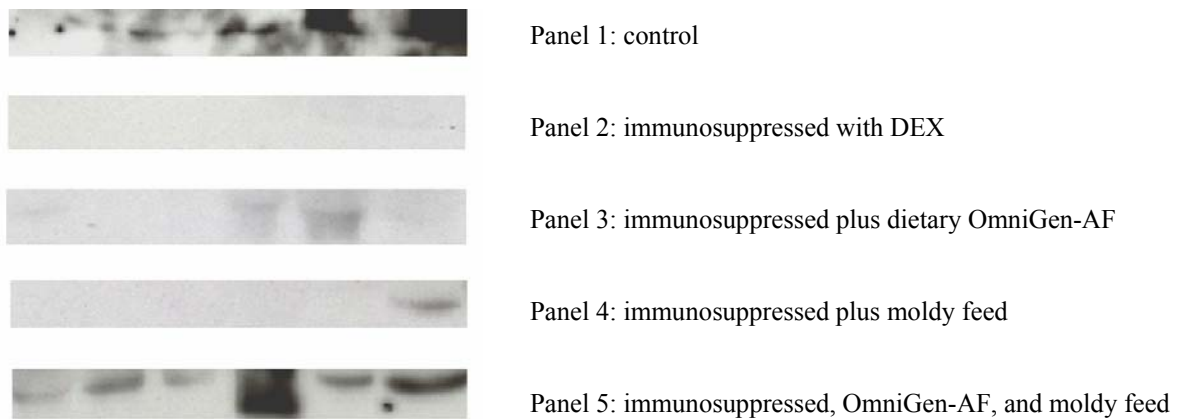 Panel 1: control
Panel 2: immunosuppressed with DEX
Panel 3: immunosuppressed plus dietary OmniGen-AF
Panel 4: immunosuppressed plus moldy feed
Panel 5: immunosuppressed, OmniGen-AF, and moldy feed